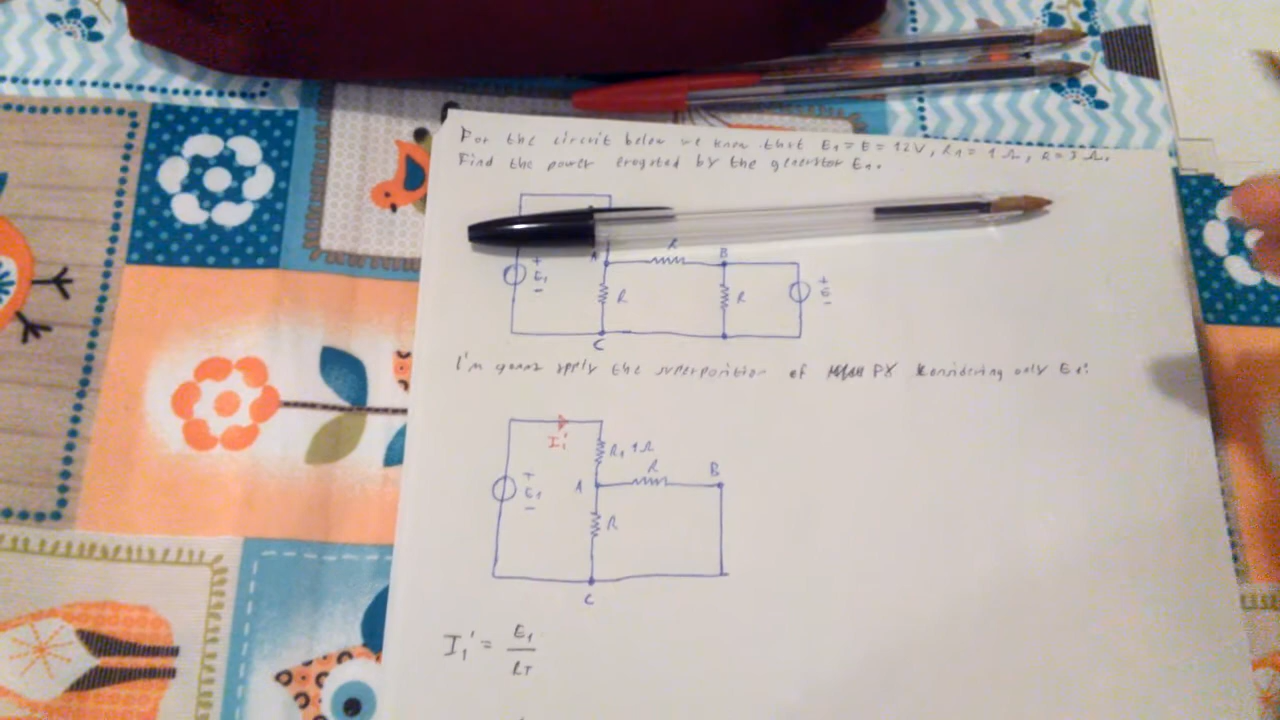 For the circuit below we know that E1 = E = 12V, R1 = 1 Ω, R = 3 Ω.
Find the power erogated by the generator E1.
A R B
+
E1
-
R R
+
E
-
C
I'm gonna apply the superposition of PX Considering only E1:
I1'
R1 1Ω
+
E1
-
A R B
R
C
I1' = E1 / RT